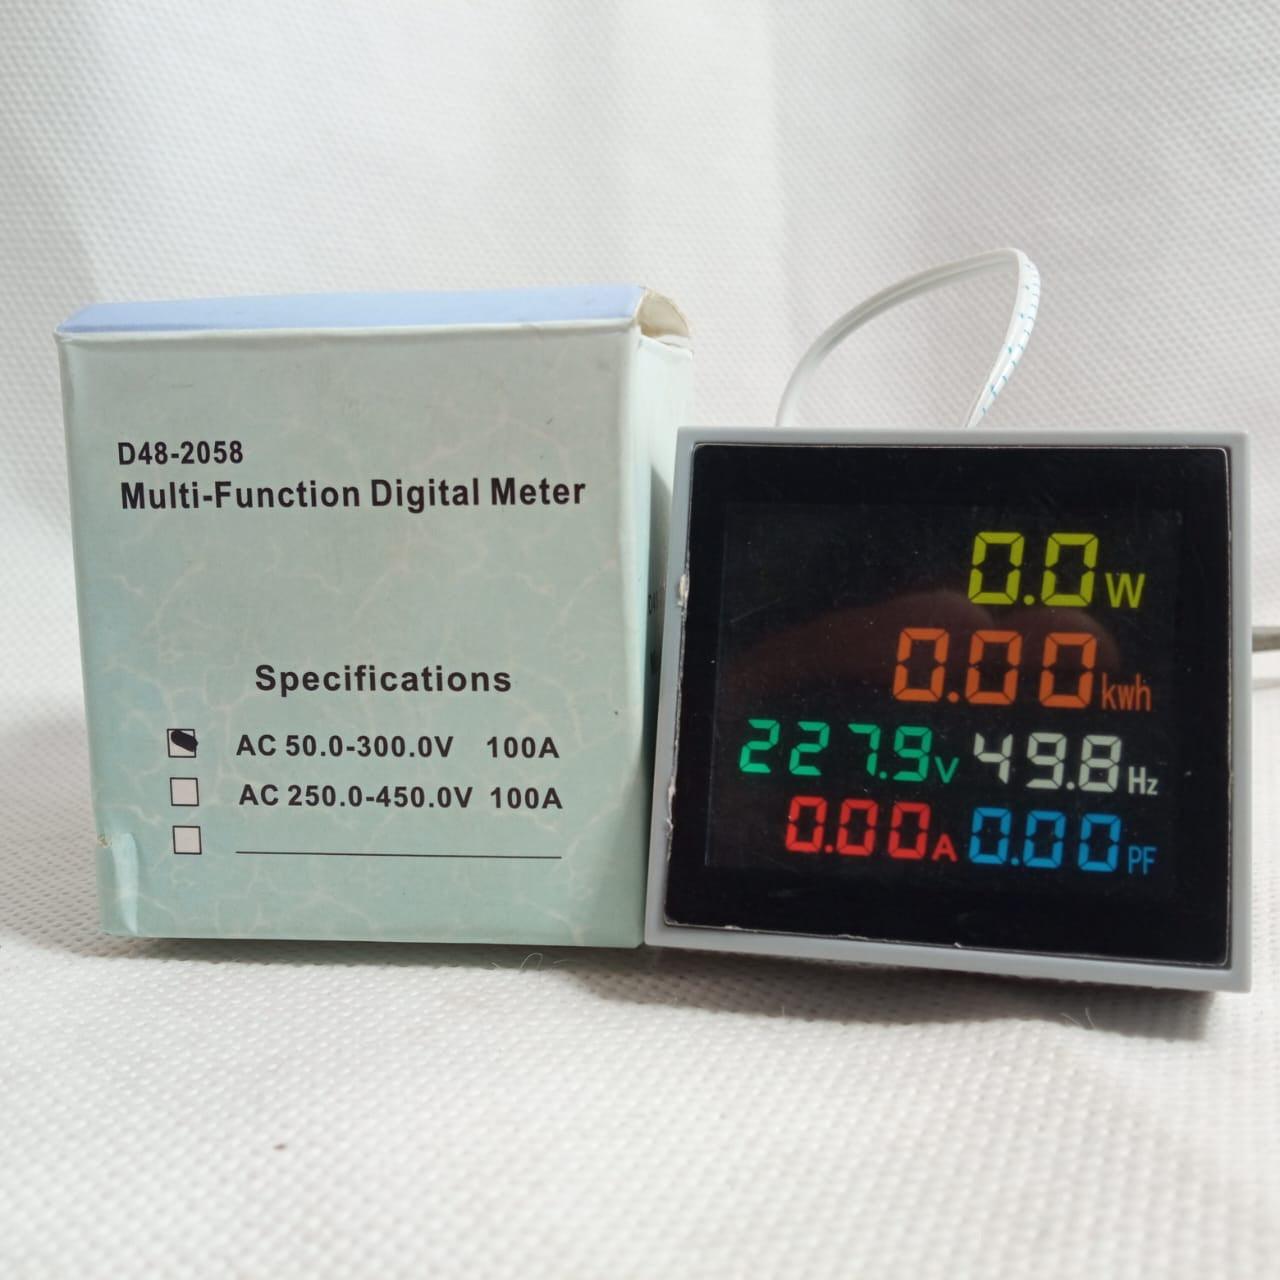 D48-2058
Multi-Function Digital Meter
Specifications
AC 50.0-300.0V 100A
AC 250.0-450.0V 100A
0.0W
0.00kwh
227.9V 49.8Hz
0.00A 0.00PF